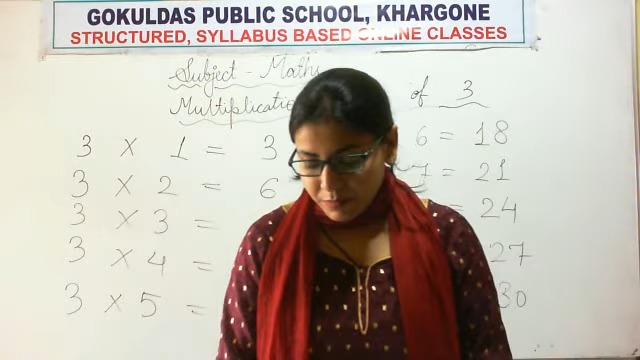 GOKULDAS PUBLIC SCHOOL, KHARGONE
STRUCTURED, SYLLABUS BASED ONLINE CLASSES
Subject - Maths
of 3
3 × 1 = 3
6 = 18
3 × 2 = 6
7 = 21
3 × 3 =
= 24
3 × 4 =
27
3 × 5 =
30